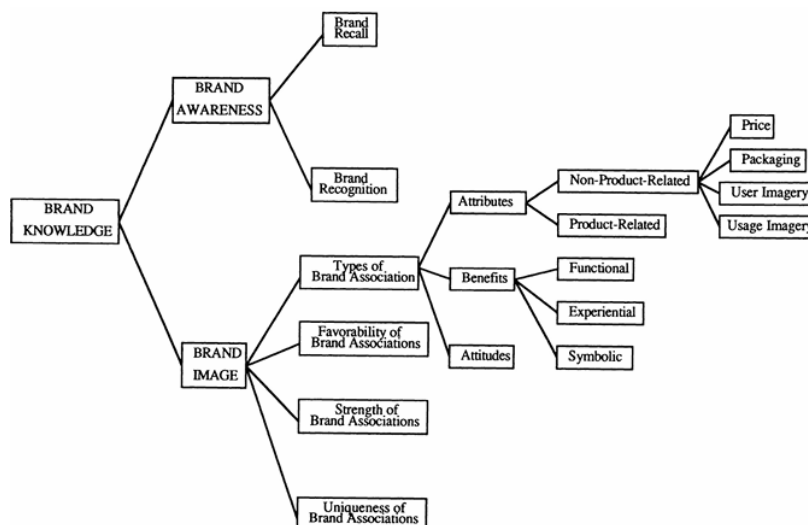 Brand
Recall
BRAND
AWARENESS
Brand
Recognition
BRAND
KNOWLEDGE
BRAND
IMAGE
Types of
Brand Association
Favorability of
Brand Associations
Strength of
Brand Associations
Uniqueness of
Brand Associations
Attributes
Benefits
Attitudes
Non-Product-Related
Product-Related
Functional
Experiential
Symbolic
Price
Packaging
User Imagery
Usage Imagery